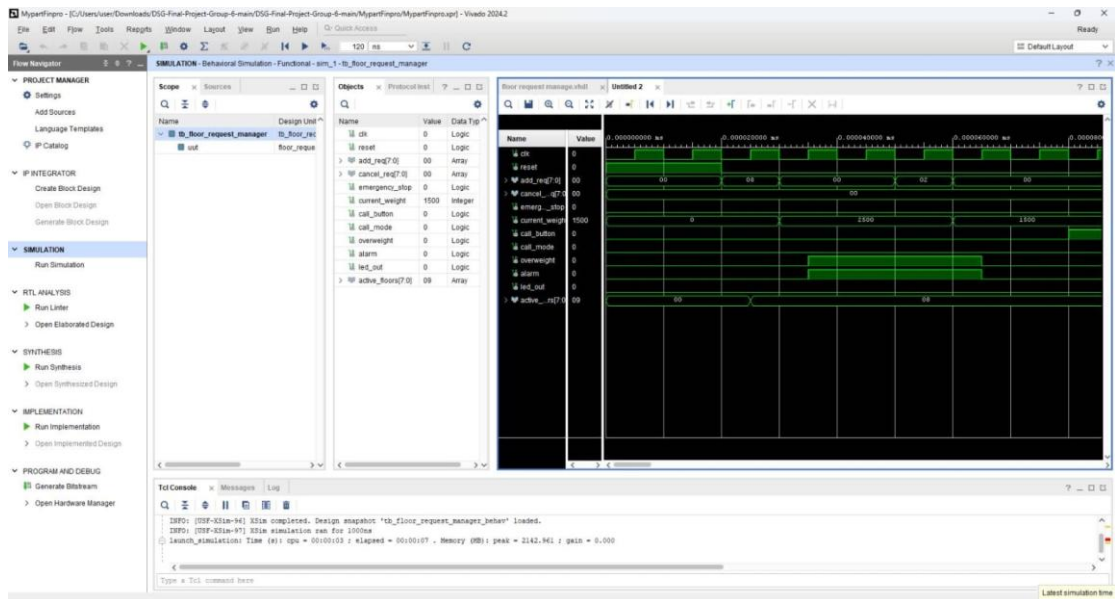 MypartFinpro - [C:/Users/user/Downloads/DSG-Final-Project-Group-6-main/DSG-Final-Project-Group-6-main/MypartFinpro/MypartFinpro.xpr] - Vivado 2024.2
File Edit Flow Tools Reports Window Layout View Run Help Quick Access
Ready
120 ns
Default Layout
Flow Navigator
SIMULATION - Behavioral Simulation - Functional - sim_1 - tb_floor_request_manager
PROJECT MANAGER
Settings
Add Sources
Language Templates
IP Catalog
IP INTEGRATOR
Create Block Design
Open Block Design
Generate Block Design
SIMULATION
Run Simulation
RTL ANALYSIS
Run Linter
Open Elaborated Design
SYNTHESIS
Run Synthesis
Open Synthesized Design
IMPLEMENTATION
Run Implementation
Open Implemented Design
PROGRAM AND DEBUG
Generate Bitstream
Open Hardware Manager
Scope Sources
Name Design Unit
tb_floor_request_manager tb_floor_rec
uut floor_reque
Objects Protocol Inst
Name Value Data Typ
clk 0 Logic
reset 0 Logic
add_req[7:0] 00 Array
cancel_req[7:0] 00 Array
emergency_stop 0 Logic
current_weight 1500 Integer
call_button 0 Logic
call_mode 0 Logic
overweight 0 Logic
alarm 0 Logic
led_out 0 Logic
active_floors[7:0] 09 Array
floor request manage.vhdl Untitled 2
Name Value
0.000000000 ms 0.000020000 ms 0.000040000 ms 0.000060000 ms 0.00008
clk 0
reset 0
add_req[7:0] 00 00 00 02 00
cancel_...q[7:0 00 00
emerg..._stop 0
current_weigh 1500 0 2500 1500
call_button 0
call_mode 0
overweight 0
alarm 0
led_out 0
active_...rs[7:0 09 00 08
Tcl Console Messages Log
INFO: [USF-XSim-96] XSim completed. Design snapshot 'tb_floor_request_manager_behav' loaded.
INFO: [USF-XSim-97] XSim simulation ran for 1000ns
launch_simulation: Time (s): cpu = 00:00:03 ; elapsed = 00:00:07 . Memory (MB): peak = 2142.961 ; gain = 0.000
Type a Tcl command here
Latest simulation time